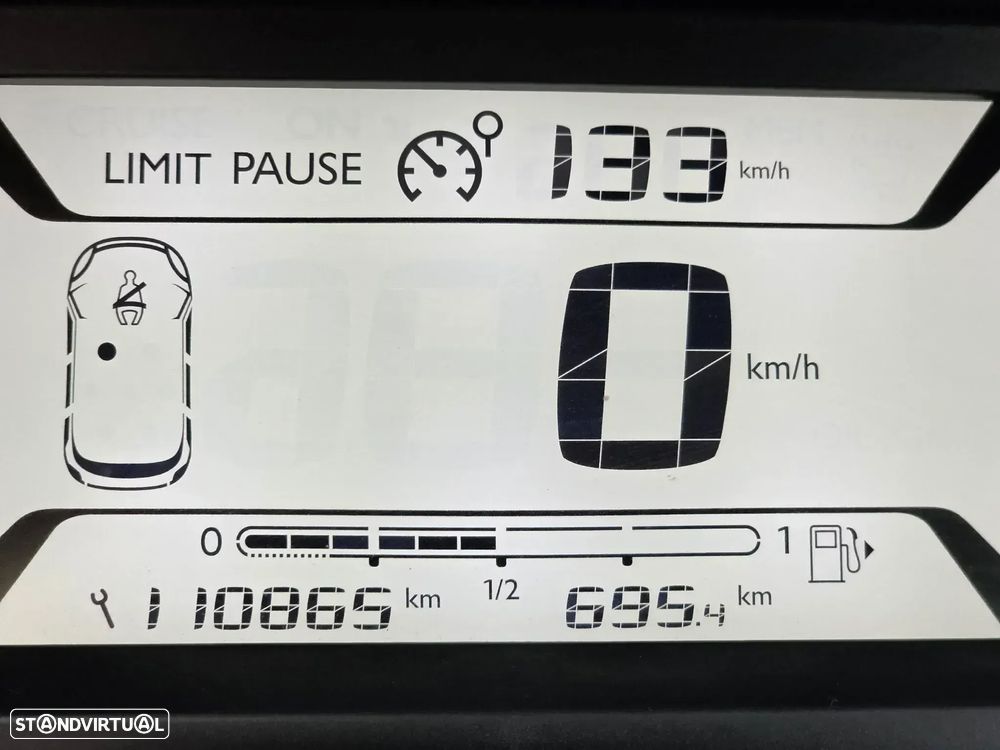 LIMIT PAUSE 133 km/h
0 km/h
0 1
1/2
110865 km 695.4 km
STANDVIRTUAL